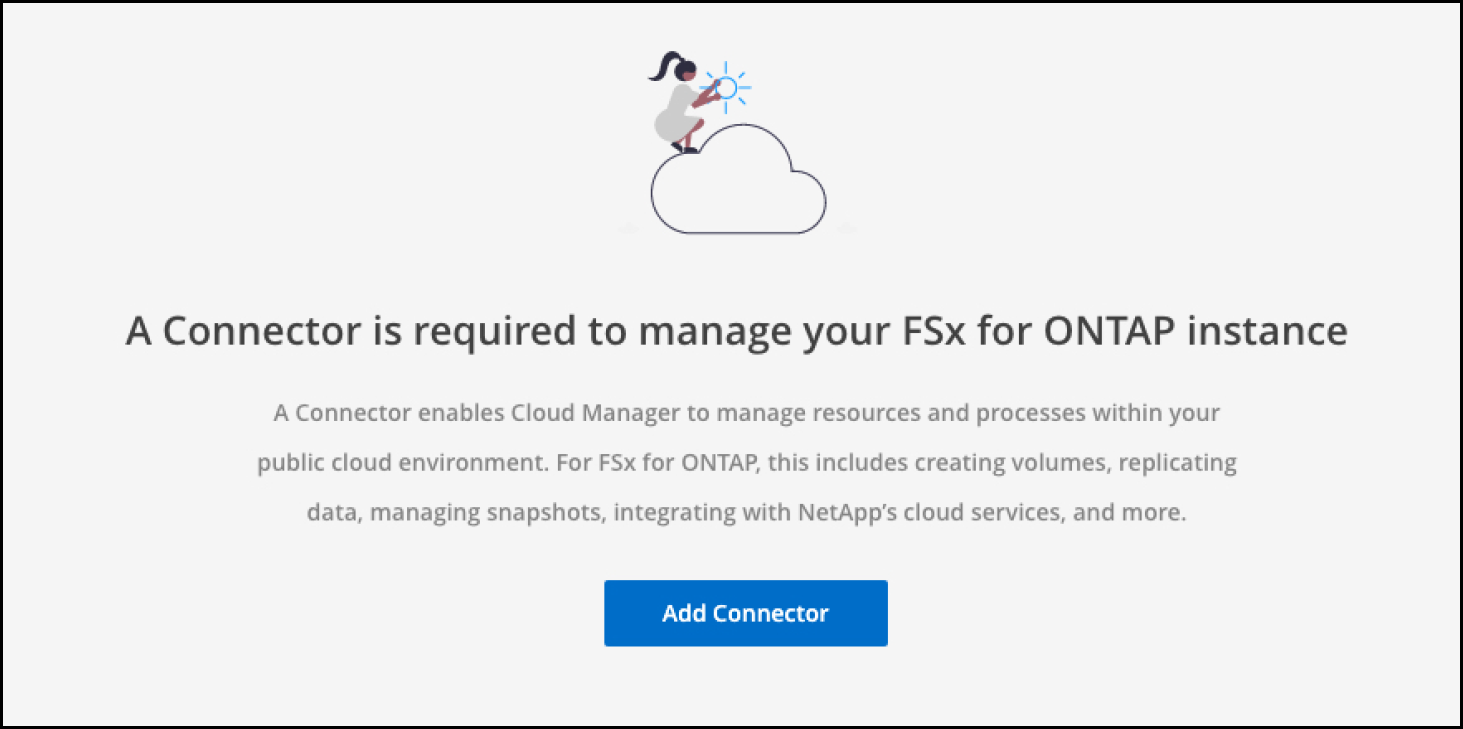 A Connector is required to manage your FSx for ONTAP instance
A Connector enables Cloud Manager to manage resources and processes within your
public cloud environment. For FSx for ONTAP, this includes creating volumes, replicating
data, managing snapshots, integrating with NetApp’s cloud services, and more.
Add Connector